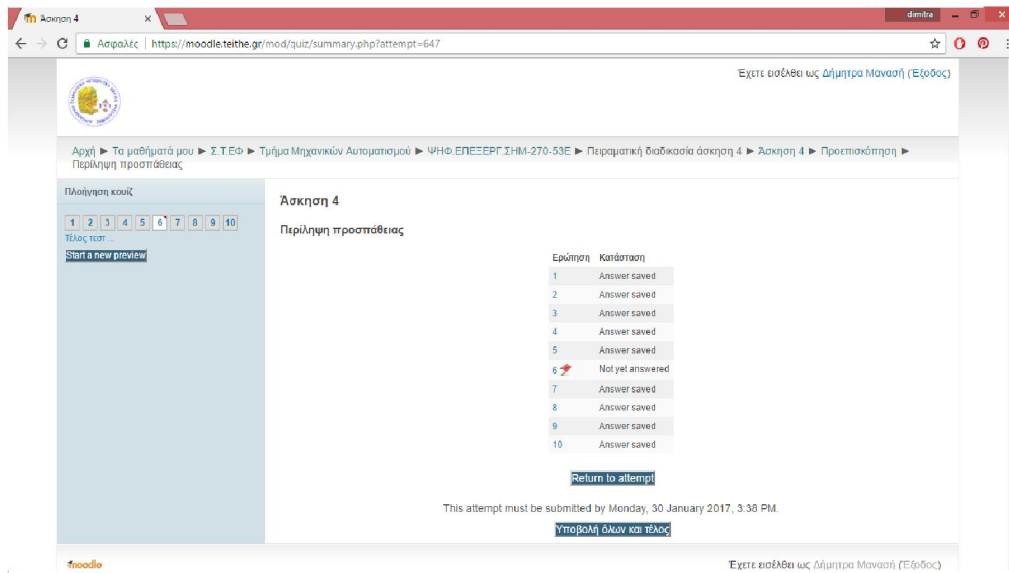 Άσκηση 4
dimitra
Ασφαλές | https://moodle.teithe.gr/mod/quiz/summary.php?attempt=647
Έχετε εισέλθει ως Δήμητρα Μανασή (Έξοδος)
Αρχή ► Τα μαθήματά μου ► Σ.Τ.ΕΦ ► Τμήμα Μηχανικών Αυτοματισμού ► ΨΗΦ.ΕΠΕΞΕΡΓ.ΣΗΜ-270-53Ε ► Πειραματική διαδικασία άσκηση 4 ► Άσκηση 4 ► Προεπισκόπηση ►
Περίληψη προσπάθειας
Πλοήγηση κουίζ
1 2 3 4 5 6 7 8 9 10
Τέλος τεστ ...
Start a new preview
Άσκηση 4
Περίληψη προσπάθειας
Ερώτηση Κατάσταση
1 Answer saved
2 Answer saved
3 Answer saved
4 Answer saved
5 Answer saved
6 Not yet answered
7 Answer saved
8 Answer saved
9 Answer saved
10 Answer saved
Return to attempt
This attempt must be submitted by Monday, 30 January 2017, 3:38 PM.
Υποβολή όλων και τέλος
moodle
Έχετε εισέλθει ως Δήμητρα Μανασή (Έξοδος)